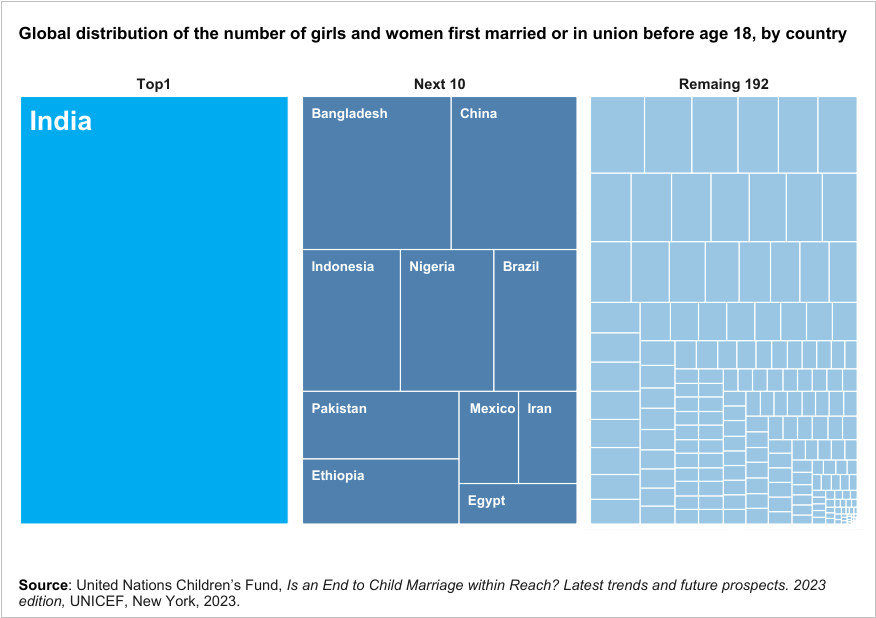 Global distribution of the number of girls and women first married or in union before age 18, by country
Top1
Next 10
Remaing 192
India
Bangladesh
China
Indonesia
Nigeria
Brazil
Pakistan
Mexico
Iran
Ethiopia
Egypt
Source: United Nations Children’s Fund, Is an End to Child Marriage within Reach? Latest trends and future prospects. 2023
edition, UNICEF, New York, 2023.